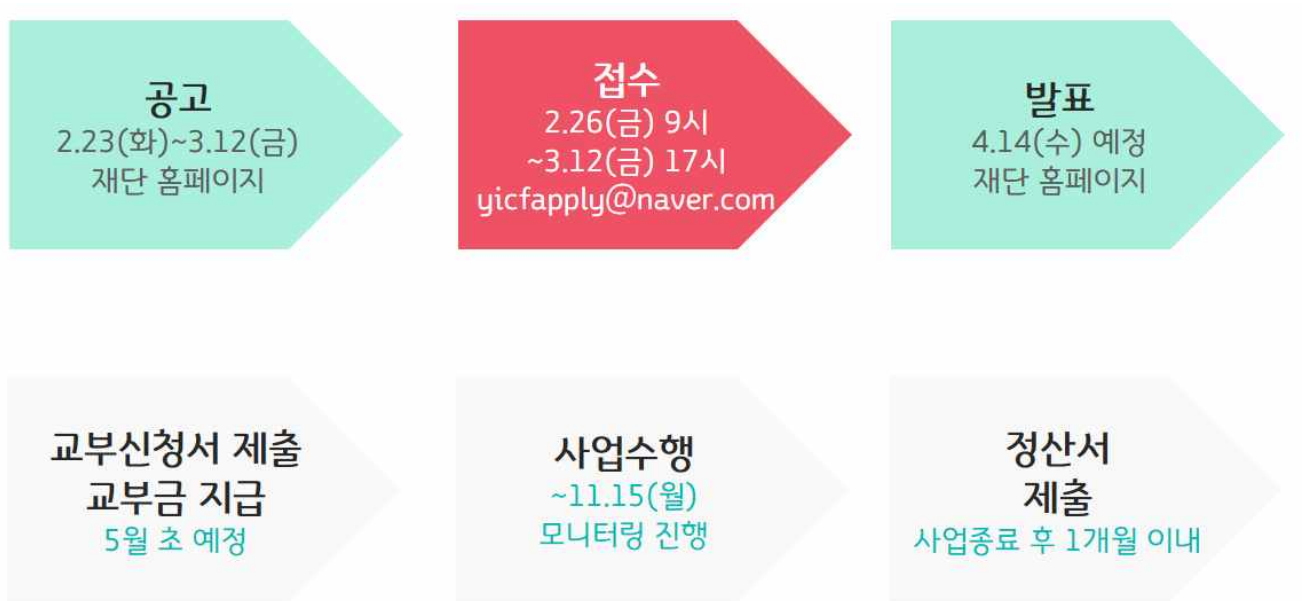 공고
2.23(화)~3.12(금)
재단 홈페이지
접수
2.26(금) 9시
~3.12(금) 17시
yicfapply@naver.com
발표
4.14(수) 예정
재단 홈페이지
교부신청서 제출
교부금 지급
5월 초 예정
사업수행
~11.15(월)
모니터링 진행
정산서
제출
사업종료 후 1개월 이내